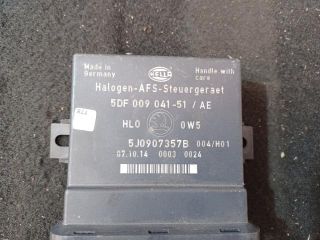 Made in
Germany
HELLA
Handle with
care
Halogen-AFS-Steuergeraet
5DF 009 041-51 / AE
HL0
0W5
5J0907357B 004/H01
07.10.14 0003 0024